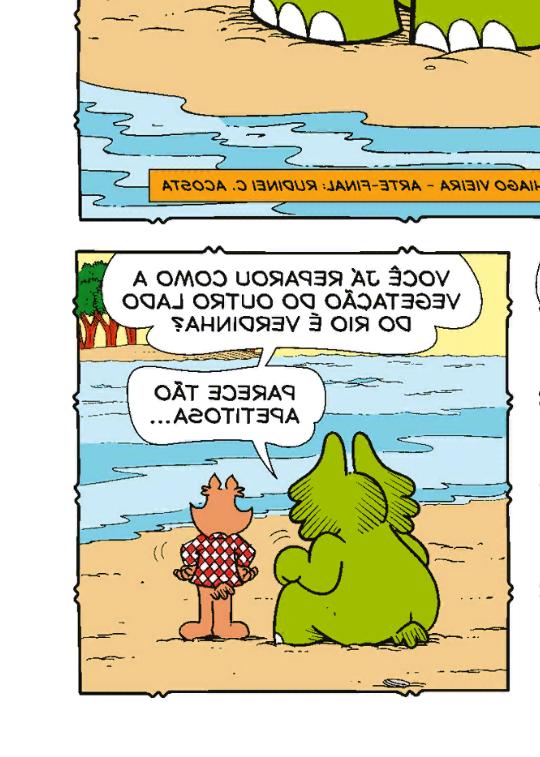 HIAGO VIEIRA - ARTE-FINAL: RUDINEI C. ACOSTA
VOCÊ JÁ REPAROU COMO A
VEGETAÇÃO DO OUTRO LADO
DO RIO É VERDINHA?
PARECE TÃO
APETITOSA...